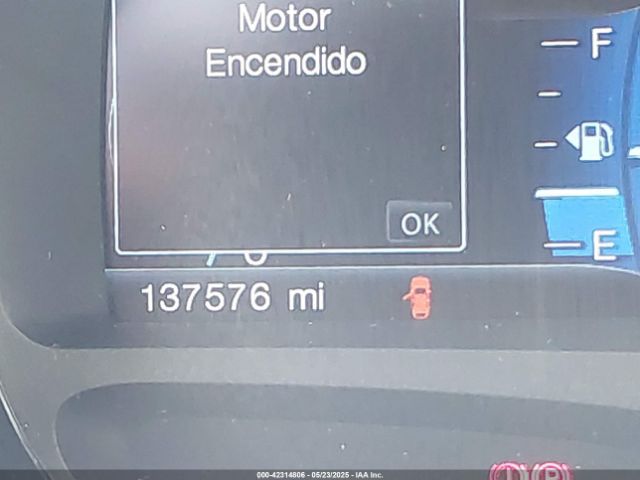 Motor
Encendido
F
OK
E
137576 mi
000-42314806 - 05/23/2025 - IAA Inc.